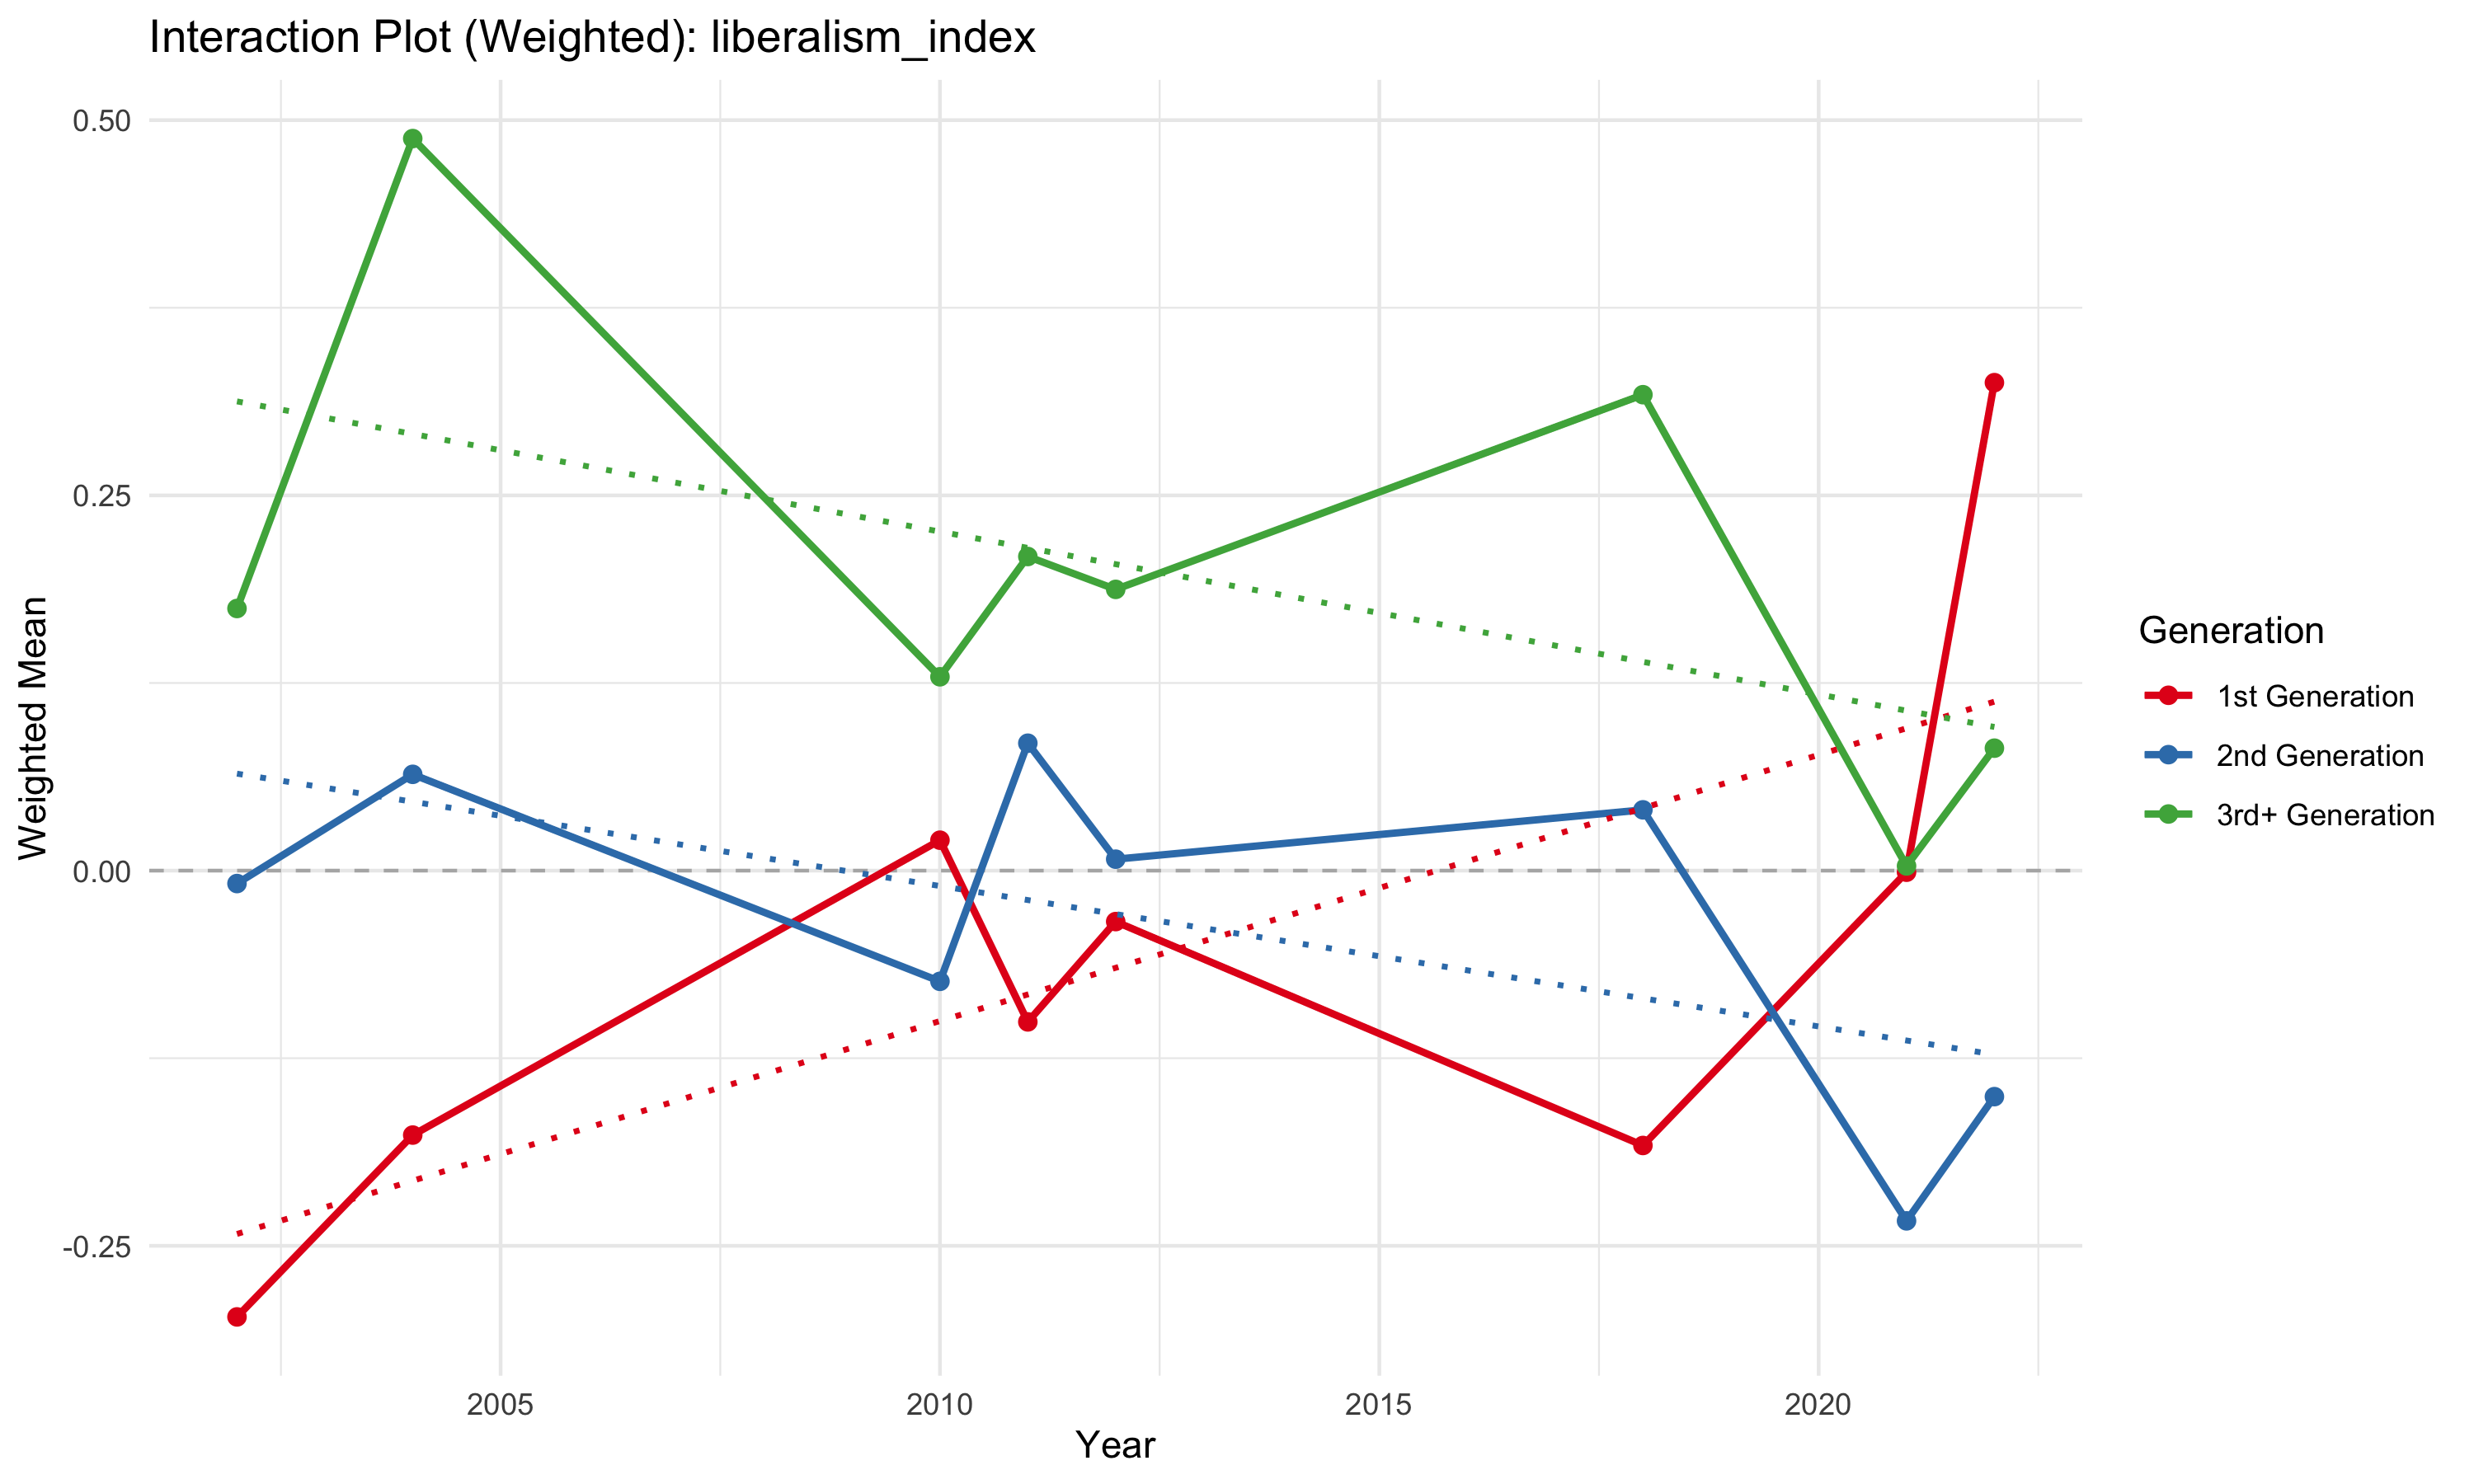 Interaction Plot (Weighted): liberalism_index
Weighted Mean
0.50
0.25
0.00
-0.25
2005
2010
2015
2020
Year
Generation
1st Generation
2nd Generation
3rd+ Generation